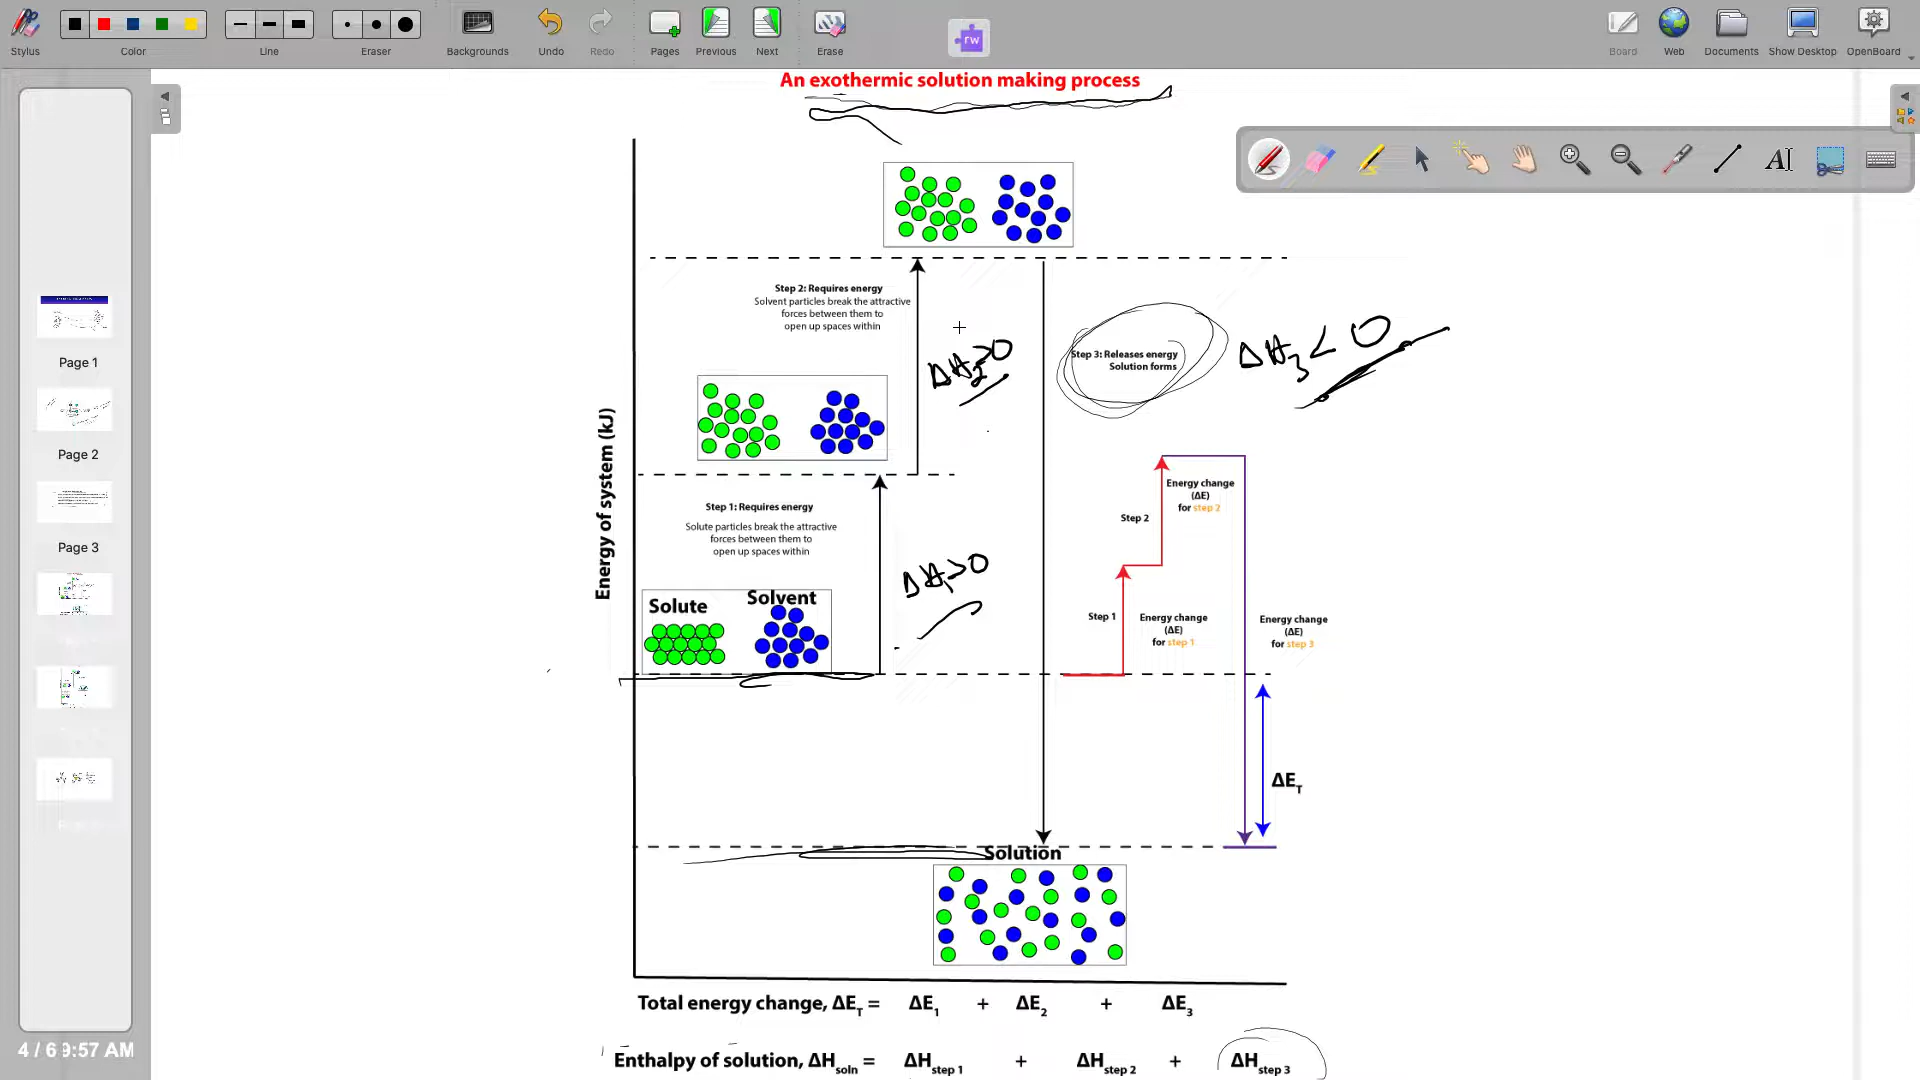 Stylus
Color
Line
Eraser
Backgrounds
Undo
Redo
Pages
Previous
Next
Erase
rw
Board
Web
Documents
Show Desktop
OpenBoard
An exothermic solution making process
Step 2: Requires energy
Solvent particles break the attractive
forces between them to
open up spaces within
ΔH₂>0
Step 3: Releases energy
Solution forms
ΔH₃<0
Energy of system (kJ)
Step 1: Requires energy
Solute particles break the attractive
forces between them to
open up spaces within
ΔH₁>0
Solute
Solvent
Energy change
(ΔE)
for step 2
Step 2
Step 1
Energy change
(ΔE)
for step 1
Energy change
(ΔE)
for step 3
ΔET
Solution
Total energy change, ΔET = ΔE1 + ΔE2 + ΔE3
Enthalpy of solution, ΔHsoln = ΔHstep 1 + ΔHstep 2 + ΔHstep 3
Page 1
Page 2
Page 3
4 / 6
9:57 AM